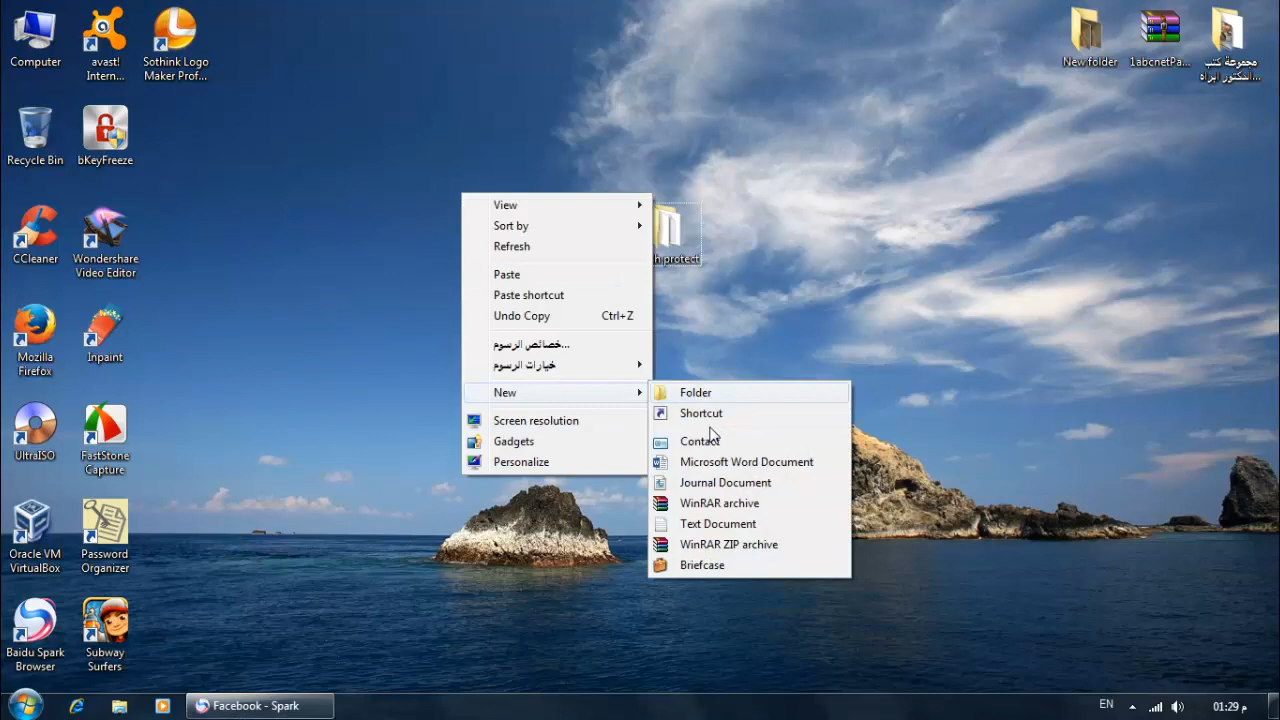 Computer
avast!
Intern...
Sothink Logo
Maker Prof...
Recycle Bin
bKeyFreeze
CCleaner
Wondershare
Video Editor
Mozilla
Firefox
Inpaint
UltraISO
FastStone
Capture
Oracle VM
VirtualBox
Password
Organizer
Baidu Spark
Browser
Subway
Surfers
New folder
1abcnetPa...
مجموعة كتب
h protect
View
Sort by
Refresh
Paste
Paste shortcut
Undo Copy Ctrl+Z
خصائص الرسوم...
خيارات الرسوم
New
Screen resolution
Gadgets
Personalize
Folder
Shortcut
Contact
Microsoft Word Document
Journal Document
WinRAR archive
Text Document
WinRAR ZIP archive
Briefcase
Facebook - Spark
EN
01:29 م